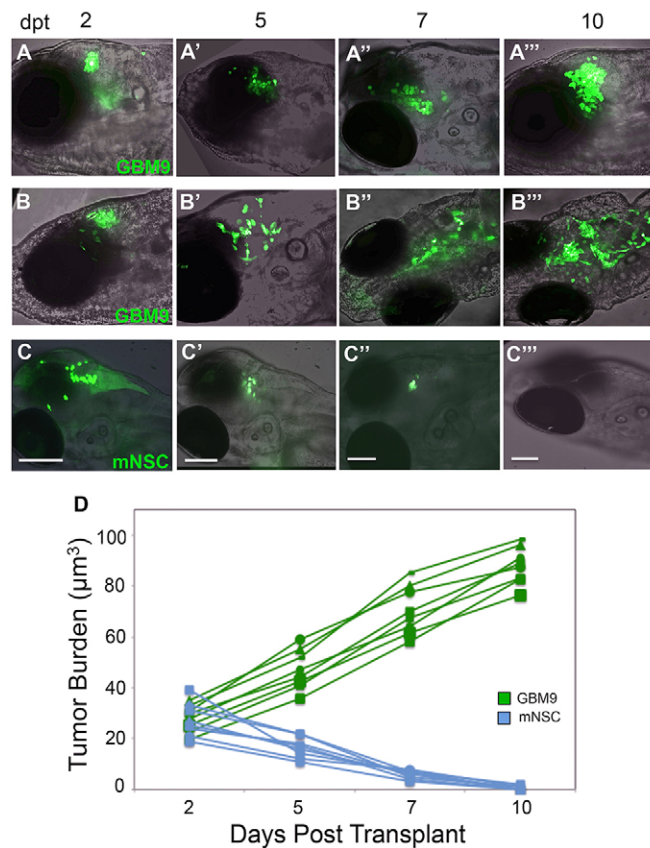 dpt 2 5 7 10
A A' A'' A'''
GBM9
B B' B'' B'''
GBM9
C C' C'' C'''
mNSC
D
100
80
60
40
20
0
Tumor Burden (μm³)
GBM9
mNSC
2 5 7 10
Days Post Transplant